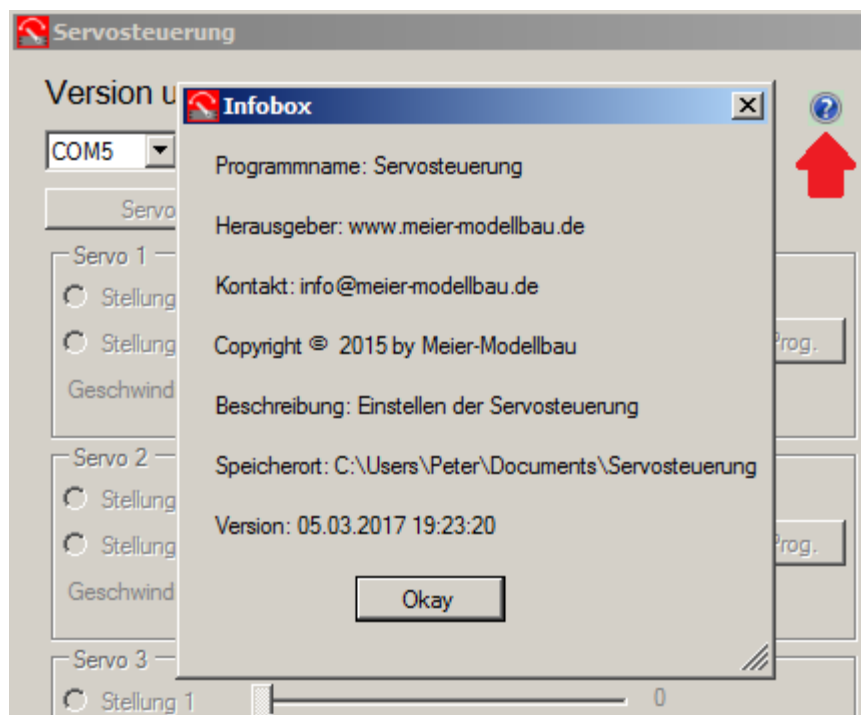 Servosteuerung
Version u
Infobox
COM5
Programmname: Servosteuerung
Servo
Herausgeber: www.meier-modellbau.de
Servo 1
Kontakt: info@meier-modellbau.de
Stellung
Stellung
Copyright © 2015 by Meier-Modellbau
Prog.
Geschwind
Beschreibung: Einstellen der Servosteuerung
Servo 2
Speicherort: C:\Users\Peter\Documents\Servosteuerung
Stellung
Stellung
Version: 05.03.2017 19:23:20
Prog.
Geschwind
Okay
Servo 3
Stellung 1
0